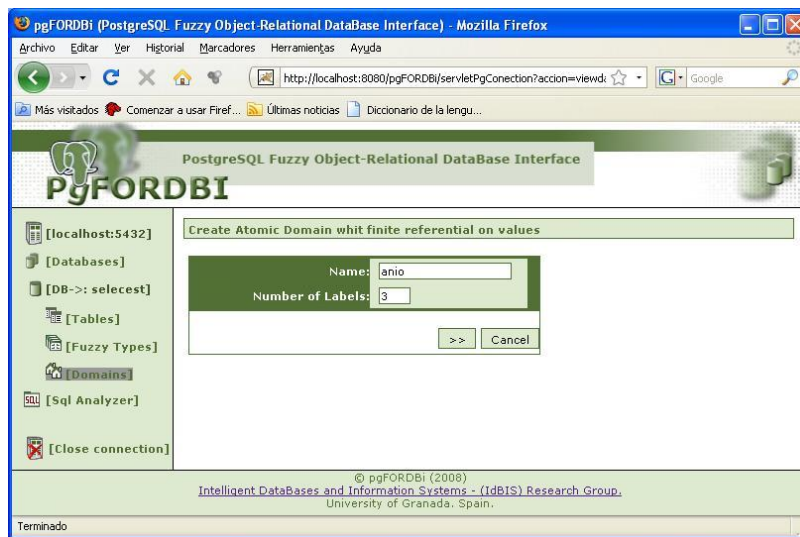 pgFORDBi (PostgreSQL Fuzzy Object-Relational DataBase Interface) - Mozilla Firefox
Archivo Editar Ver Historial Marcadores Herramientas Ayuda
http://localhost:8080/pgFORDBi/servletPgConection?accion=viewda
G Google
Más visitados Comenzar a usar Firef... Últimas noticias Diccionario de la lengu...
PostgreSQL Fuzzy Object-Relational DataBase Interface
PgFORDBI
[localhost:5432]
[Databases]
[DB->: selecest]
[Tables]
[Fuzzy Types]
[Domains]
SQL [Sql Analyzer]
[Close connection]
Create Atomic Domain whit finite referential on values
Name: anio
Number of Labels: 3
>> Cancel
© pgFORDBi (2008)
Intelligent DataBases and Information Systems - (IdBIS) Research Group.
University of Granada. Spain.
Terminado